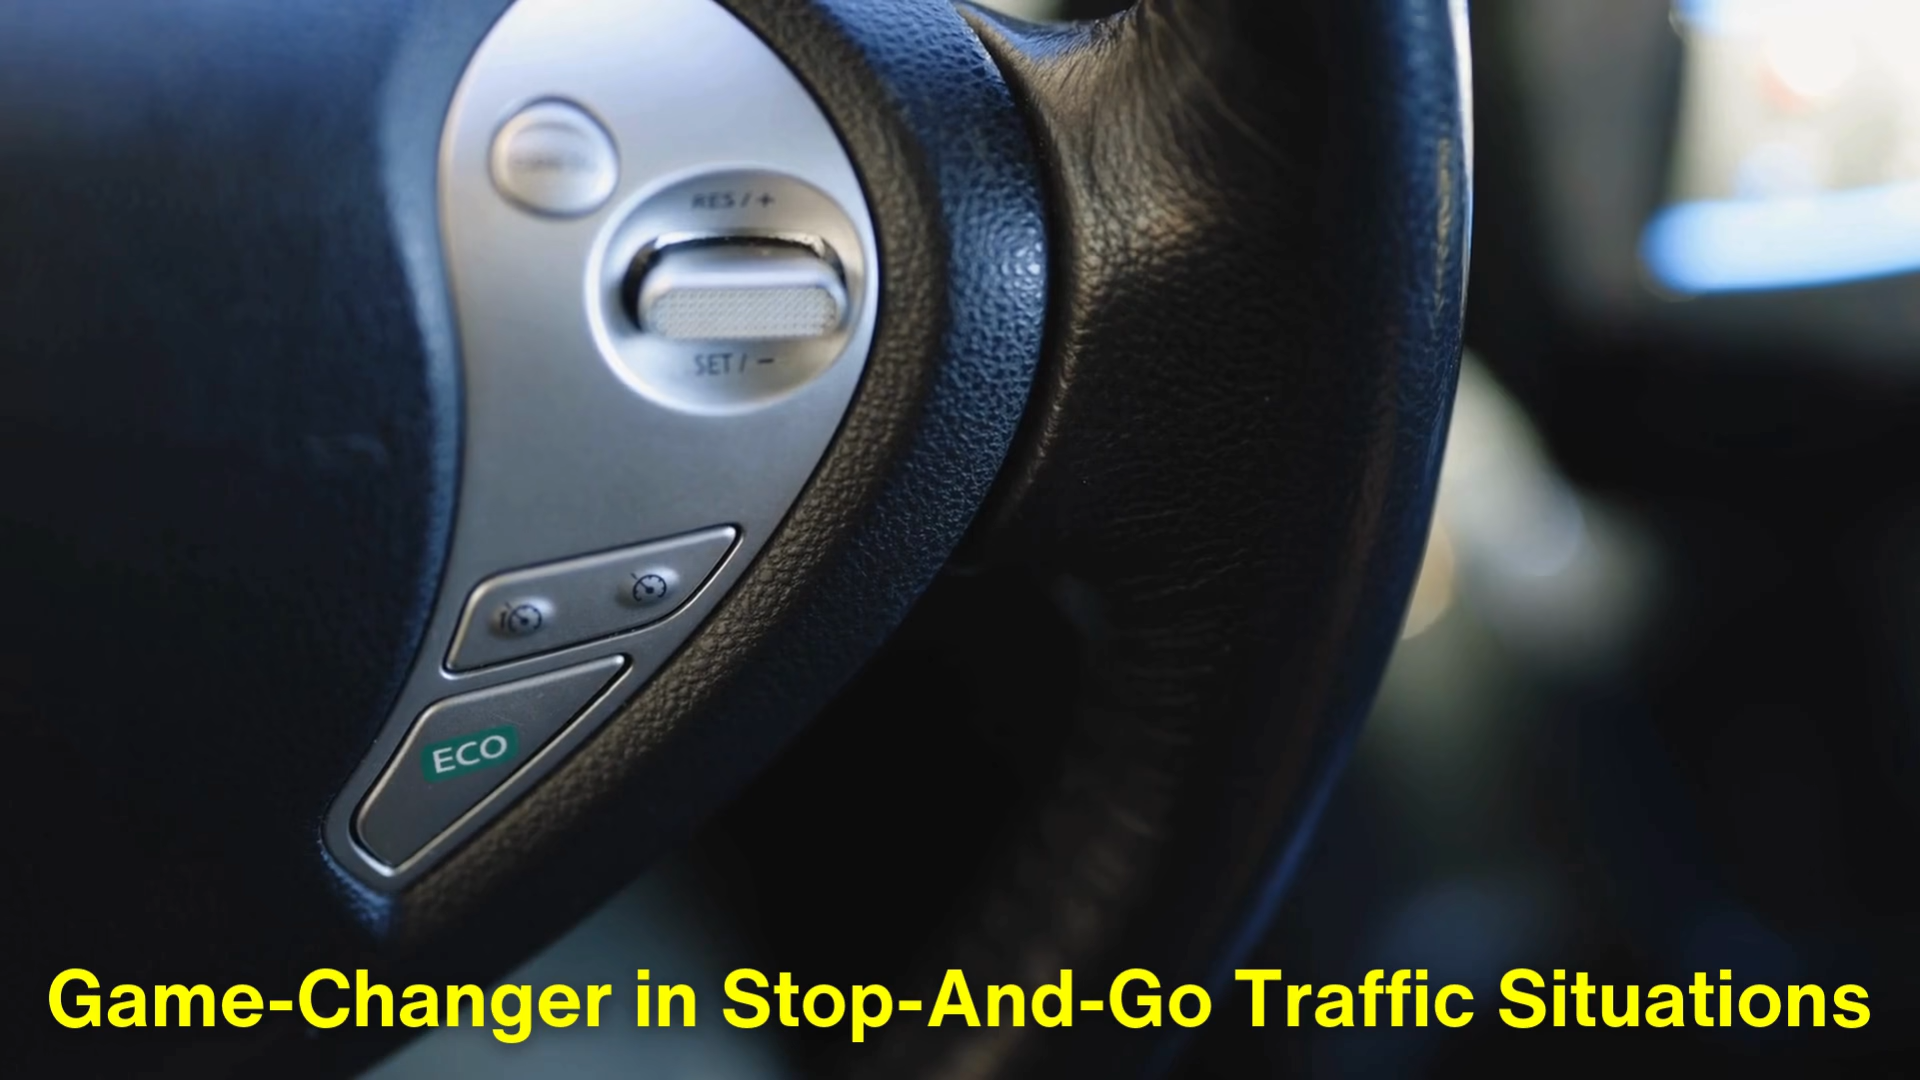 RES / +
SET / −
ECO
Game-Changer in Stop-And-Go Traffic Situations